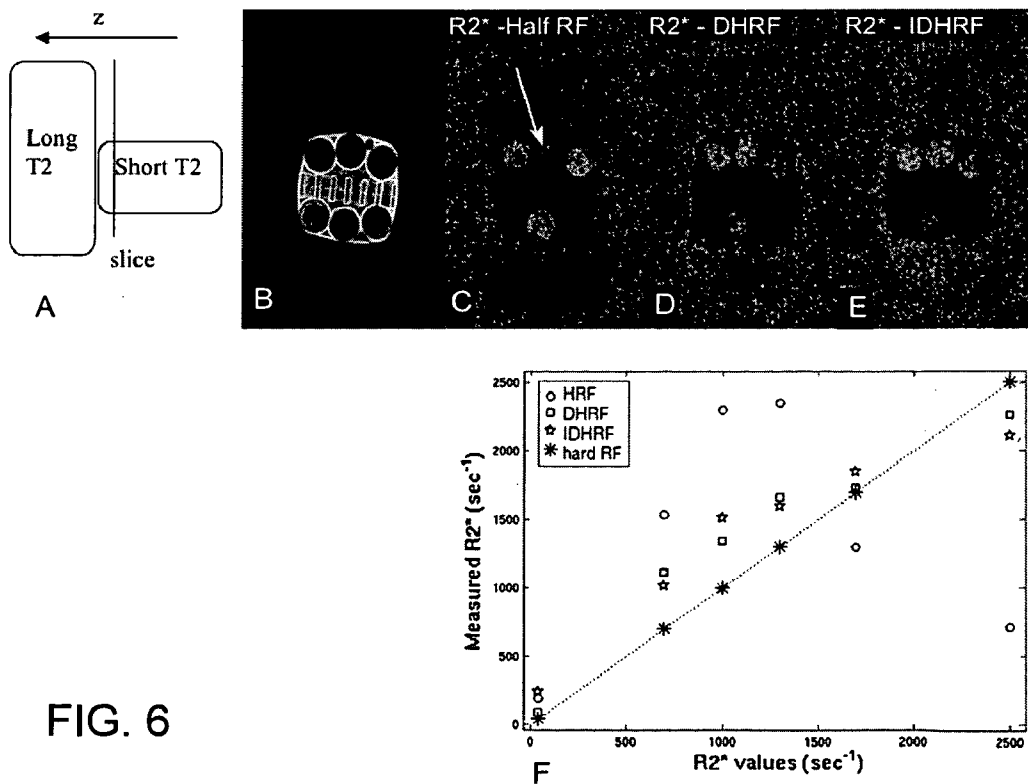 z
Long
T2
Short T2
slice
A
B
R2* -Half RF
C
R2* - DHRF
D
R2* - IDHRF
E
2500
2000
1500
1000
500
0
Measured R2* (sec⁻¹)
HRF
DHRF
IDHRF
hard RF
0 500 1000 1500 2000 2500
R2* values (sec⁻¹)
F
FIG. 6